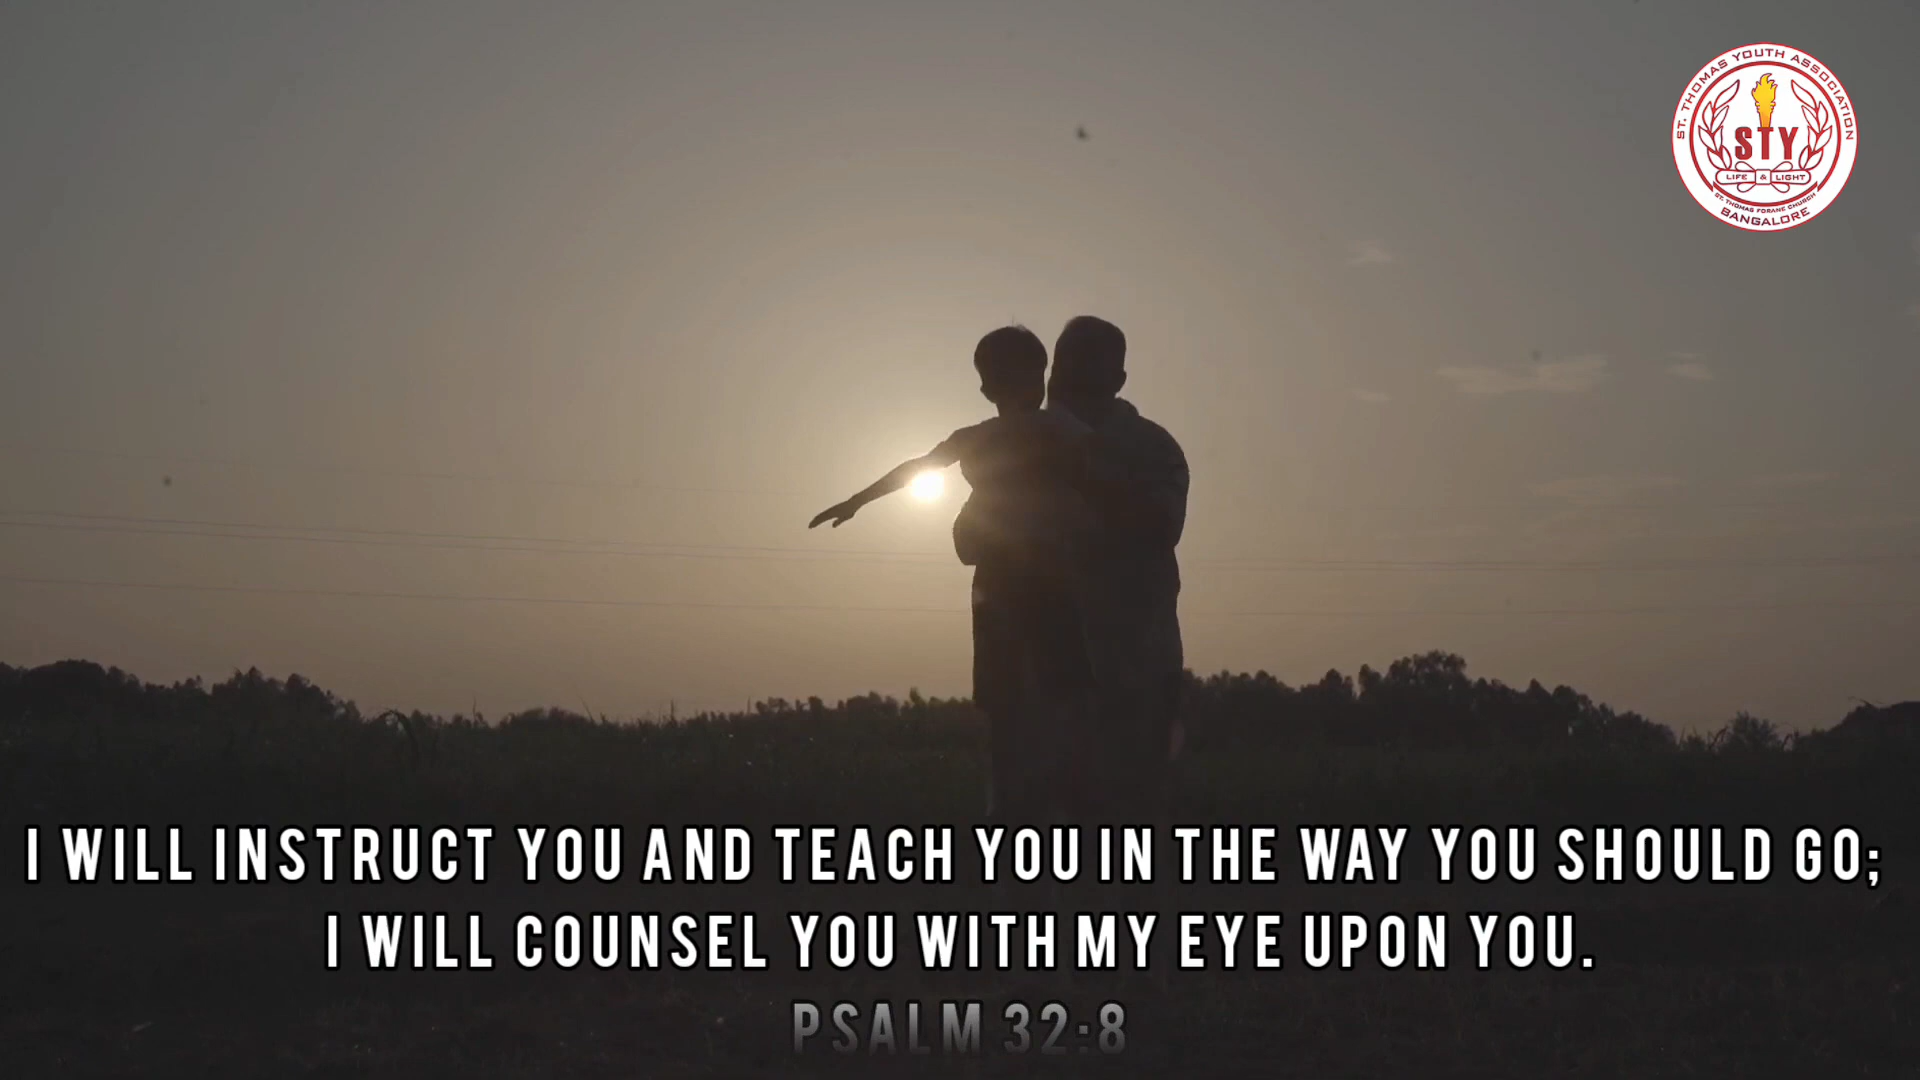 ST. THOMAS YOUTH ASSOCIATION
STY
LIFE & LIGHT
ST. THOMAS FORANE CHURCH
BANGALORE
I WILL INSTRUCT YOU AND TEACH YOU IN THE WAY YOU SHOULD GO;
I WILL COUNSEL YOU WITH MY EYE UPON YOU.
PSALM 32:8